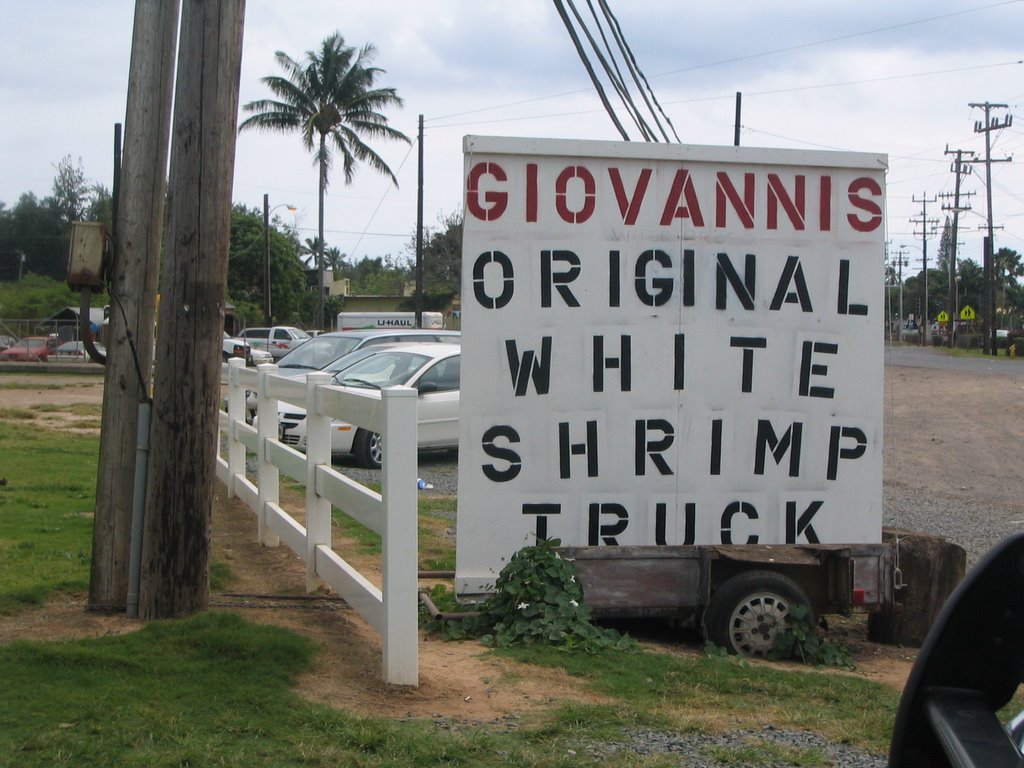 U-HAUL
GIOVANNIS
ORIGINAL
WHITE
SHRIMP
TRUCK